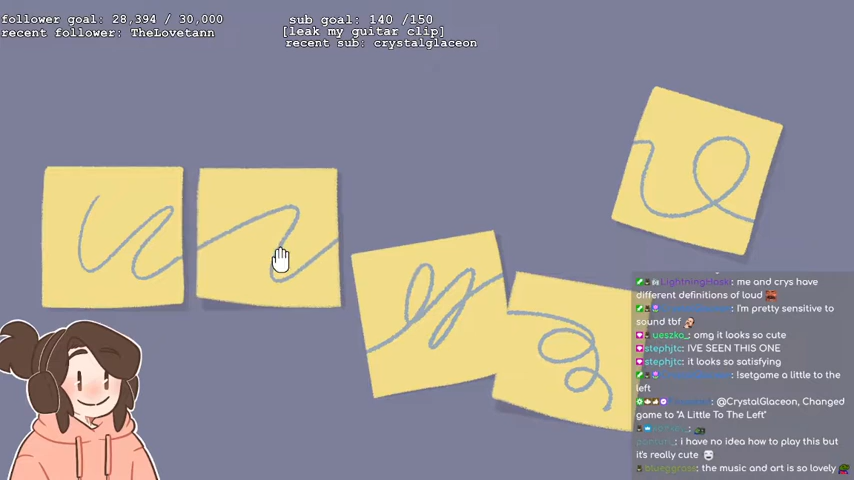 follower goal: 28,394 / 30,000
recent follower: TheLovetann
sub goal: 140 /150
[leak my guitar clip]
recent sub: crystalglaceon
LightningMask: me and crys have
different definitions of loud
: I'm pretty sensitive to
sound tbf
ueszko_: omg it looks so cute
stephjtc: IVE SEEN THIS ONE
stephjtc: it looks so satisfying
: !setgame a little to the
left
: @CrystalGlaceon, Changed
game to "A Little To The Left"
: i have no idea how to play this but
it's really cute
bluepgrass: the music and art is so lovely